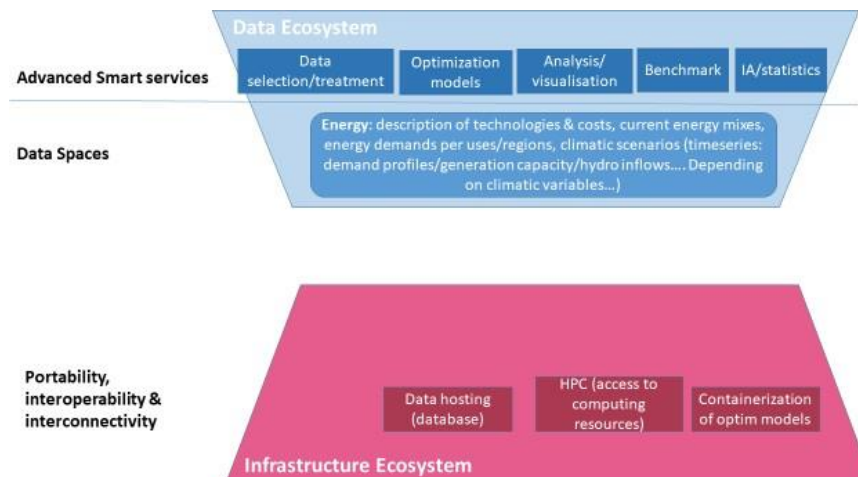 Data Ecosystem
Advanced Smart services
Data
selection/treatment
Optimization
models
Analysis/
visualisation
Benchmark
IA/statistics
Data Spaces
Energy: description of technologies & costs, current energy mixes,
energy demands per uses/regions, climatic scenarios (timeseries:
demand profiles/generation capacity/hydro inflows.... Depending
on climatic variables...)
Portability,
interoperability &
interconnectivity
Data hosting
(database)
HPC (access to
computing
resources)
Containerization
of optim models
Infrastructure Ecosystem